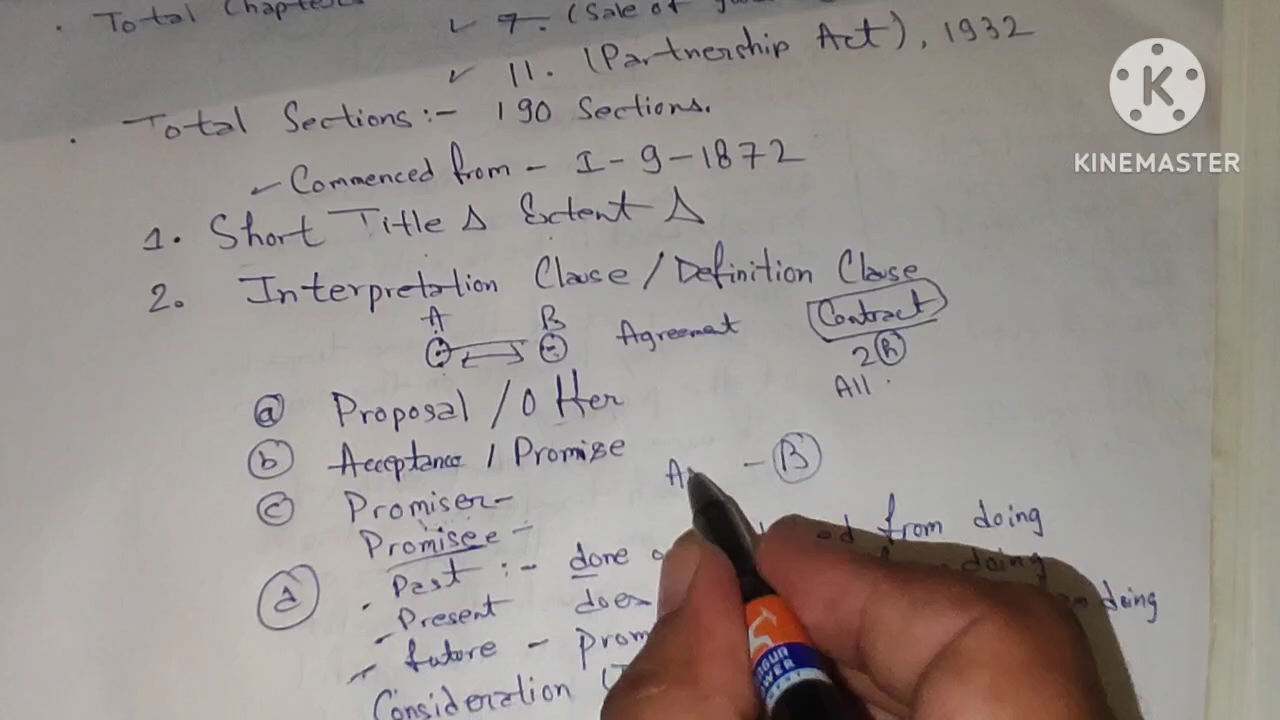 . Total Chapters
✓ 7. (Sale of
✓ 11. (Partnership Act), 1932
. Total Sections :- 190 Sections.
Commenced from - 1-9-1872
1. Short Title Δ Extent Δ
2. Interpretation Clause / Definition Clause
A B Agreement Contract
2(h)
All.
(a) Proposal / Offer
(b) Acceptance / Promise
A - B
(c) Promiser-
Promisee -
(d) . Past :- done from doing
- Present does doing
- future - prom doing
Consideration
K
KINEMASTER